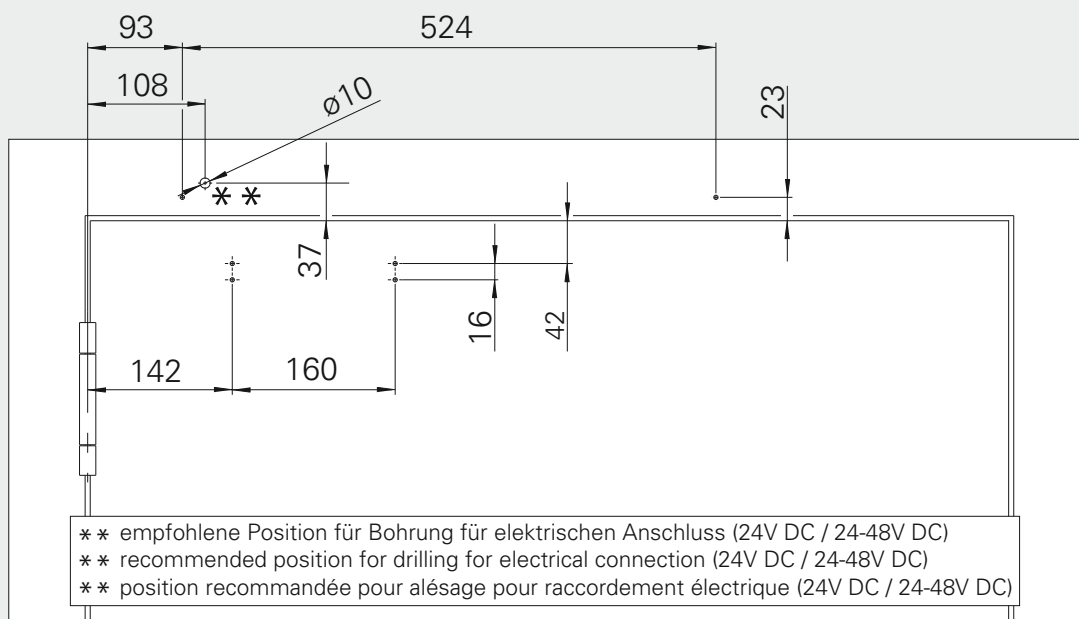 93
524
108
ø10
23
**
37
16
42
142
160
** empfohlene Position für Bohrung für elektrischen Anschluss (24V DC / 24-48V DC)
** recommended position for drilling for electrical connection (24V DC / 24-48V DC)
** position recommandée pour alésage pour raccordement électrique (24V DC / 24-48V DC)